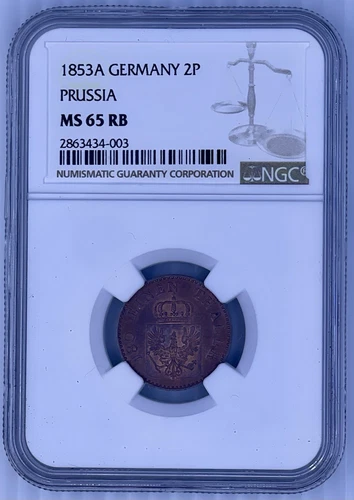 1853A GERMANY 2P
PRUSSIA
MS 65 RB
2863434-003
NUMISMATIC GUARANTY CORPORATION
NGC